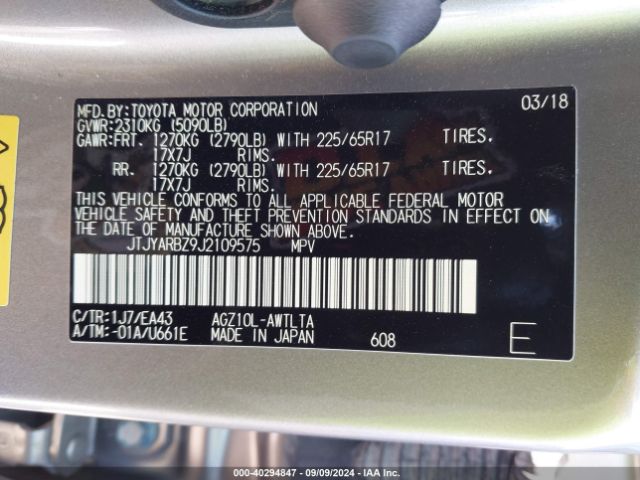 MFD.BY:TOYOTA MOTOR CORPORATION 03/18
GVWR:2310KG (5090LB)
GAWR:FRT. 1270KG (2790LB) WITH 225/65R17 TIRES.
17X7J RIMS.
RR. 1270KG (2790LB) WITH 225/65R17 TIRES.
17X7J RIMS.
THIS VEHICLE CONFORMS TO ALL APPLICABLE FEDERAL MOTOR
VEHICLE SAFETY AND THEFT PREVENTION STANDARDS IN EFFECT ON
THE DATE OF MANUFACTURE SHOWN ABOVE.
JTJYARBZ9J2109575 MPV
C/TR:1J7/EA43 AGZ10L-AWTLTA
A/TM:-01A/U661E MADE IN JAPAN 608 E
000-40294847 - 09/09/2024 - IAA Inc.